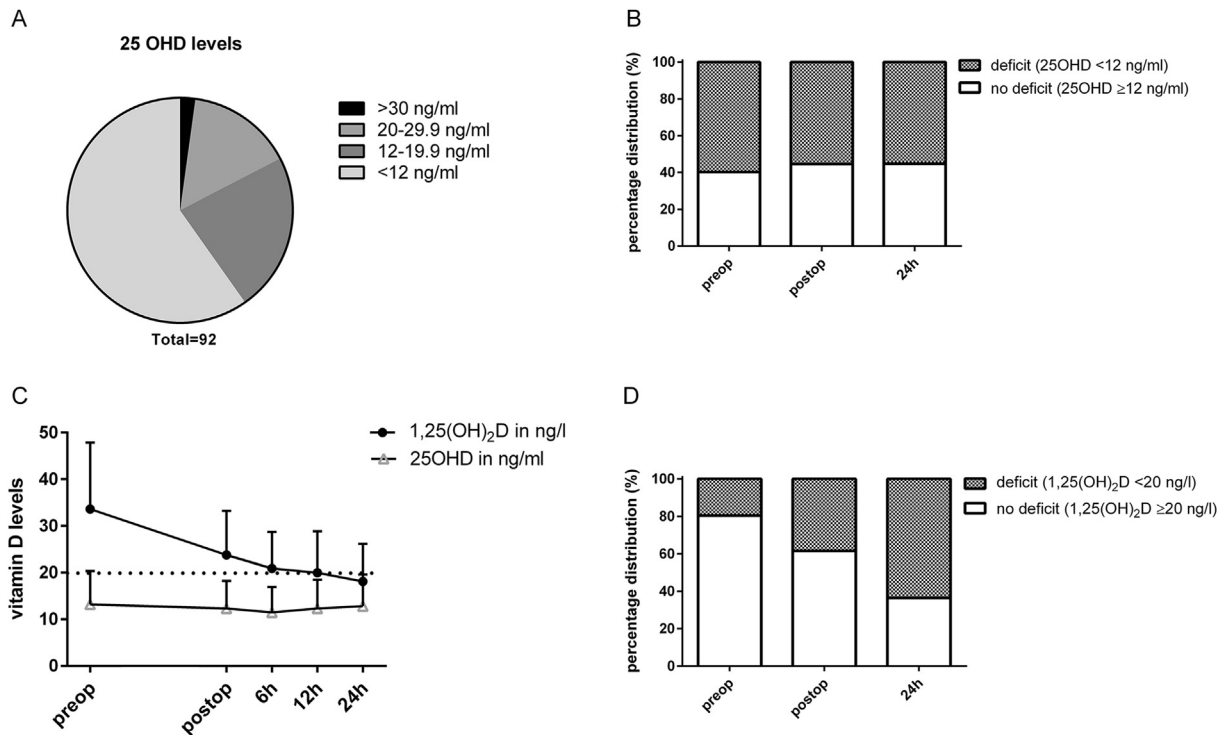 A
25 OHD levels
>30 ng/ml
20-29.9 ng/ml
12-19.9 ng/ml
<12 ng/ml
Total=92
B
percentage distribution (%)
100
80
60
40
20
0
preop
postop
24h
deficit (25OHD <12 ng/ml)
no deficit (25OHD ≥12 ng/ml)
C
vitamin D levels
50
40
30
20
10
0
preop
postop
6h
12h
24h
1,25(OH)₂D in ng/l
25OHD in ng/ml
D
percentage distribution (%)
100
80
60
40
20
0
preop
postop
24h
deficit (1,25(OH)₂D <20 ng/l)
no deficit (1,25(OH)₂D ≥20 ng/l)